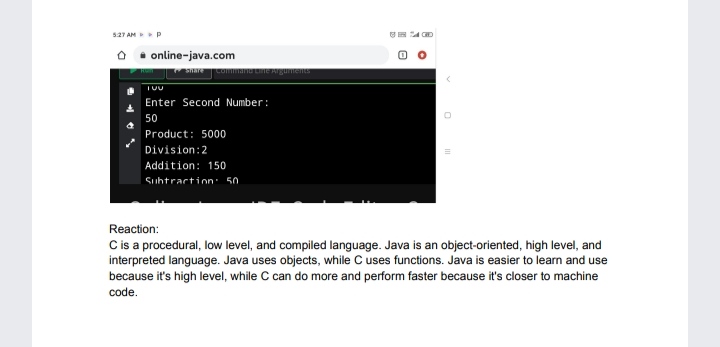 5:27 AM
online-java.com
Run Share Command Line Arguments
100
Enter Second Number:
50
Product: 5000
Division:2
Addition: 150
Subtraction: 50
Reaction:
C is a procedural, low level, and compiled language. Java is an object-oriented, high level, and
interpreted language. Java uses objects, while C uses functions. Java is easier to learn and use
because it's high level, while C can do more and perform faster because it's closer to machine
code.